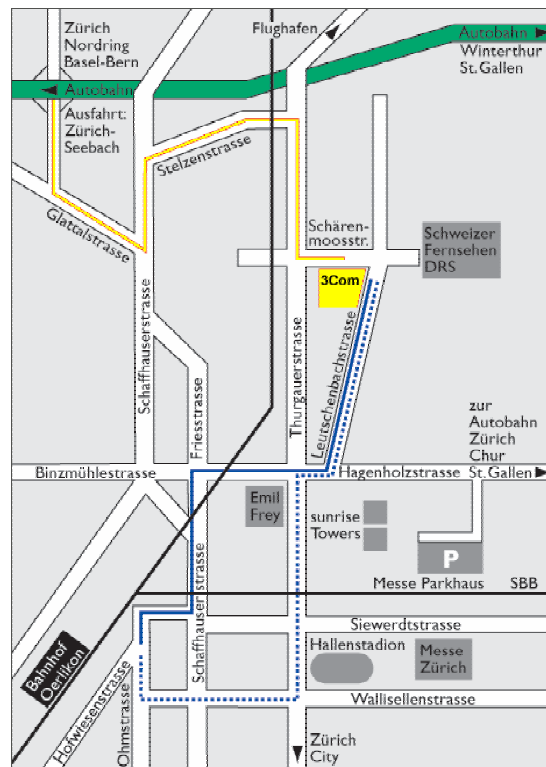 Zürich
Nordring
Basel-Bern
Flughafen
Autobahn
Winterthur
St.Gallen
Autobahn
Ausfahrt:
Zürich-
Seebach
Stelzenstrasse
Glattalstrasse
Schären-
moosstr.
Schweizer
Fernsehen
DRS
3Com
Schaffhauserstrasse
Friesstrasse
Thurgauerstrasse
Leutschenbachstrasse
zur
Autobahn
Zürich
Chur
St.Gallen
Binzmühlestrasse
Hagenholzstrasse
Emil
Frey
sunrise
Towers
P
Messe Parkhaus
SBB
Schaffhauserstrasse
Siewerdtstrasse
Bahnhof
Oerlikon
Hallenstadion
Messe
Zürich
Hofwiesenstrasse
Ohmstrasse
Wallisellenstrasse
Zürich
City